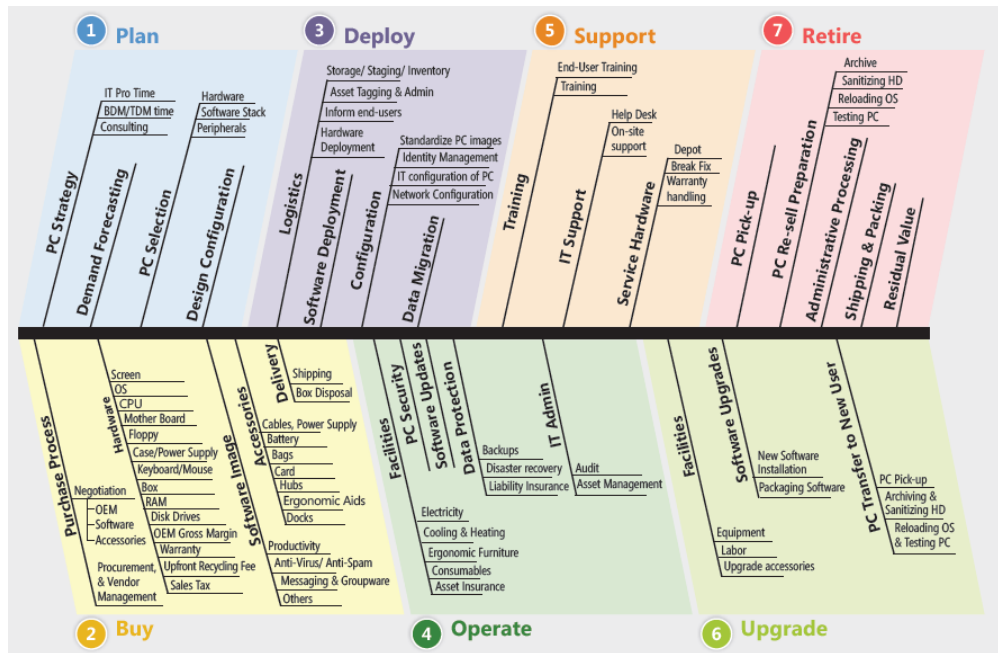 1 Plan
IT Pro Time
BDM/TDM time
Consulting
PC Strategy
Demand Forecasting
Hardware
Software Stack
Peripherals
PC Selection
Design Configuration
3 Deploy
Storage/ Staging/ Inventory
Asset Tagging & Admin
Inform end-users
Hardware
Deployment
Logistics
Software Deployment
Standardize PC images
Identity Management
IT configuration of PC
Network Configuration
Configuration
Data Migration
5 Support
End-User Training
Training
Training
Help Desk
On-site
support
IT Support
Depot
Break Fix
Warranty
handling
Service Hardware
7 Retire
PC Pick-up
Archive
Sanitizing HD
Reloading OS
Testing PC
PC Re-sell Preparation
Administrative Processing
Shipping & Packing
Residual Value
Purchase Process
Negotiation
OEM
Software
Accessories
Procurement,
& Vendor
Management
Hardware
Screen
OS
CPU
Mother Board
Floppy
Case/Power Supply
Keyboard/Mouse
Box
RAM
Disk Drives
OEM Gross Margin
Warranty
Upfront Recycling Fee
Sales Tax
Software Image
Productivity
Anti-Virus/ Anti-Spam
Messaging & Groupware
Others
Accessories
Cables, Power Supply
Battery
Bags
Card
Hubs
Ergonomic Aids
Docks
Delivery
Shipping
Box Disposal
2 Buy
Facilities
Electricity
Cooling & Heating
Ergonomic Furniture
Consumables
Asset Insurance
PC Security
Software Updates
Data Protection
Backups
Disaster recovery
Liability Insurance
IT Admin
Audit
Asset Management
4 Operate
Facilities
Equipment
Labor
Upgrade accessories
Software Upgrades
New Software
Installation
Packaging Software
PC Transfer to New User
PC Pick-up
Archiving &
Sanitizing HD
Reloading OS
& Testing PC
6 Upgrade